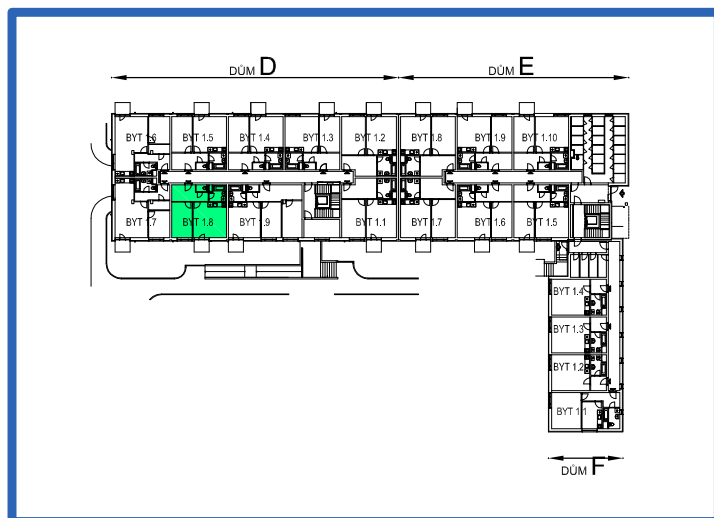 DŮM D DŮM E
BYT 1.6 BYT 1.5 BYT 1.4 BYT 1.3 BYT 1.2 BYT 1.8 BYT 1.9 BYT 1.10
BYT 1.7 BYT 1.8 BYT 1.9 BYT 1.1 BYT 1.7 BYT 1.6 BYT 1.5
BYT 1.4
BYT 1.3
BYT 1.2
BYT 1.1
DŮM F